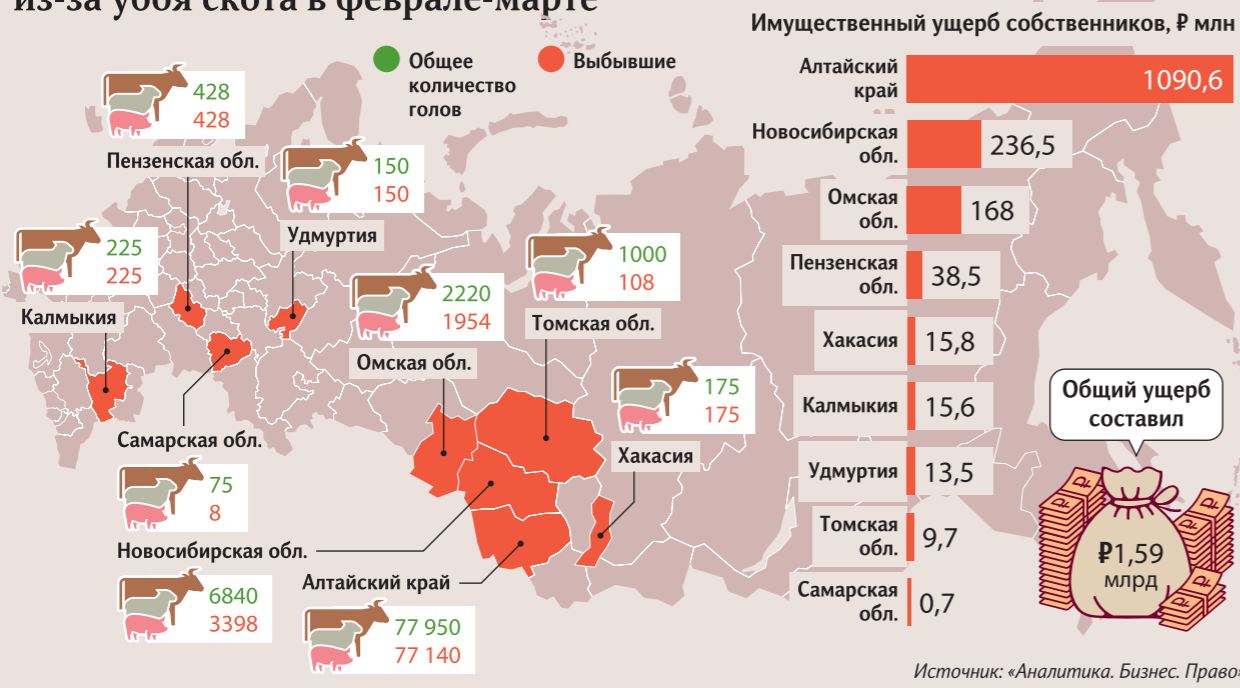 из-за убоя скота в феврале-марте
Общее
количество
голов
Выбывшие
428
428
Пензенская обл.
150
150
Удмуртия
225
225
Калмыкия
2220
1954
Омская обл.
1000
108
Томская обл.
175
175
Хакасия
Самарская обл.
75
8
Новосибирская обл.
6840
3398
Алтайский край
77 950
77 140
Имущественный ущерб собственников, ₽ млн
Алтайский
край
1090,6
Новосибирская
обл.
236,5
Омская
обл.
168
Пензенская
обл.
38,5
Хакасия
15,8
Калмыкия
15,6
Удмуртия
13,5
Томская
обл.
9,7
Самарская
обл.
0,7
Общий ущерб
составил
₽1,59
млрд
Источник: «Аналитика. Бизнес. Право»